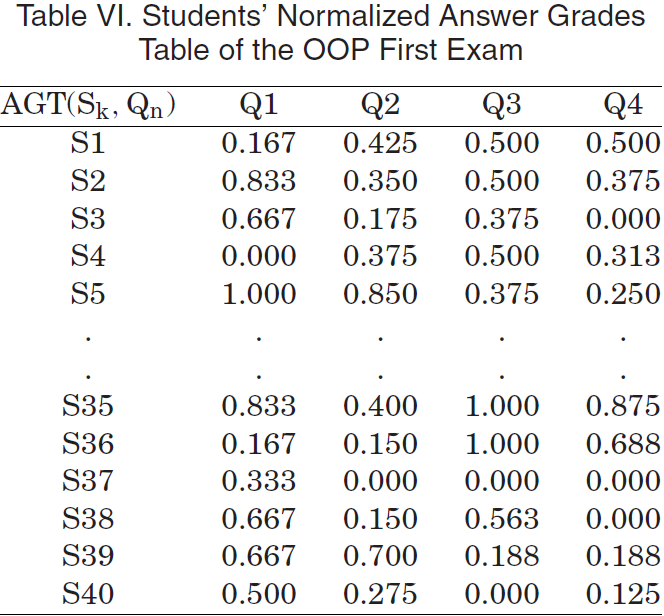 Table VI. Students’ Normalized Answer Grades
Table of the OOP First Exam
AGT(Sk, Qn) Q1 Q2 Q3 Q4
S1 0.167 0.425 0.500 0.500
S2 0.833 0.350 0.500 0.375
S3 0.667 0.175 0.375 0.000
S4 0.000 0.375 0.500 0.313
S5 1.000 0.850 0.375 0.250
. . . . .
. . . . .
S35 0.833 0.400 1.000 0.875
S36 0.167 0.150 1.000 0.688
S37 0.333 0.000 0.000 0.000
S38 0.667 0.150 0.563 0.000
S39 0.667 0.700 0.188 0.188
S40 0.500 0.275 0.000 0.125